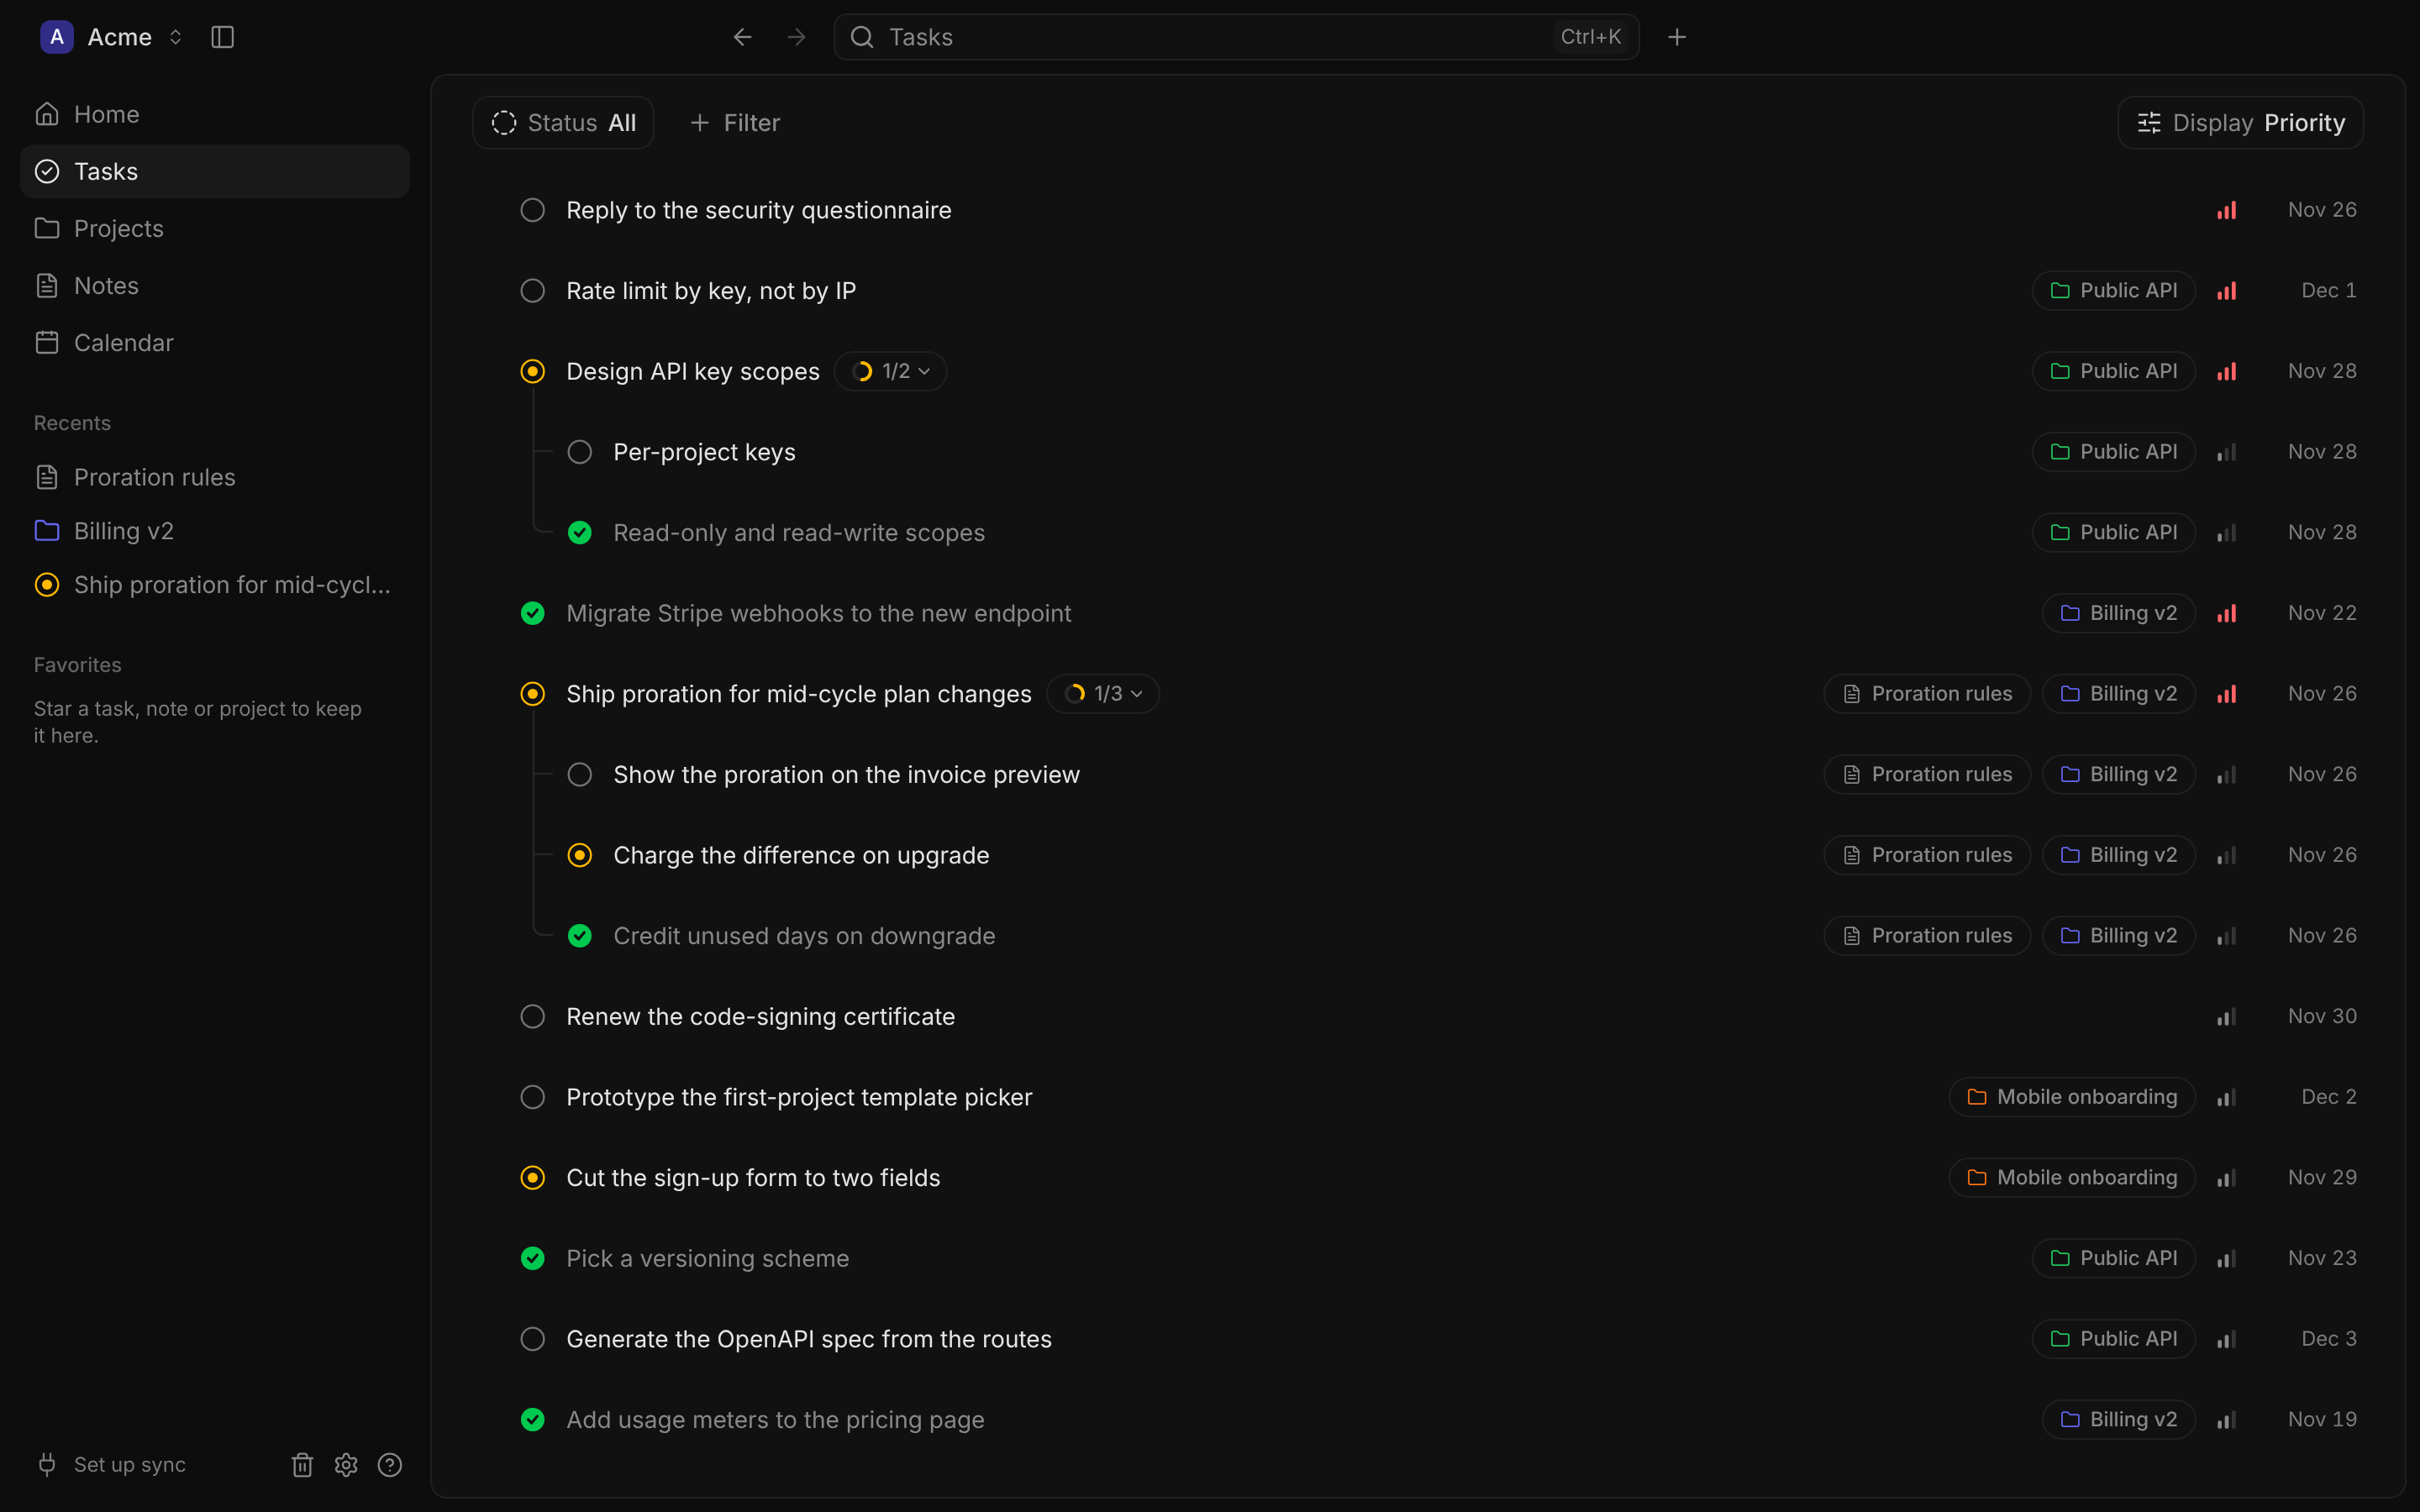 A Acme
Tasks Ctrl+K
Home
Tasks
Projects
Notes
Calendar
Recents
Proration rules
Billing v2
Ship proration for mid-cycl...
Favorites
Star a task, note or project to keep
it here.
Set up sync
Status All
Filter
Display Priority
Reply to the security questionnaire Nov 26
Rate limit by key, not by IP Public API Dec 1
Design API key scopes 1/2 Public API Nov 28
Per-project keys Public API Nov 28
Read-only and read-write scopes Public API Nov 28
Migrate Stripe webhooks to the new endpoint Billing v2 Nov 22
Ship proration for mid-cycle plan changes 1/3 Proration rules Billing v2 Nov 26
Show the proration on the invoice preview Proration rules Billing v2 Nov 26
Charge the difference on upgrade Proration rules Billing v2 Nov 26
Credit unused days on downgrade Proration rules Billing v2 Nov 26
Renew the code-signing certificate Nov 30
Prototype the first-project template picker Mobile onboarding Dec 2
Cut the sign-up form to two fields Mobile onboarding Nov 29
Pick a versioning scheme Public API Nov 23
Generate the OpenAPI spec from the routes Public API Dec 3
Add usage meters to the pricing page Billing v2 Nov 19